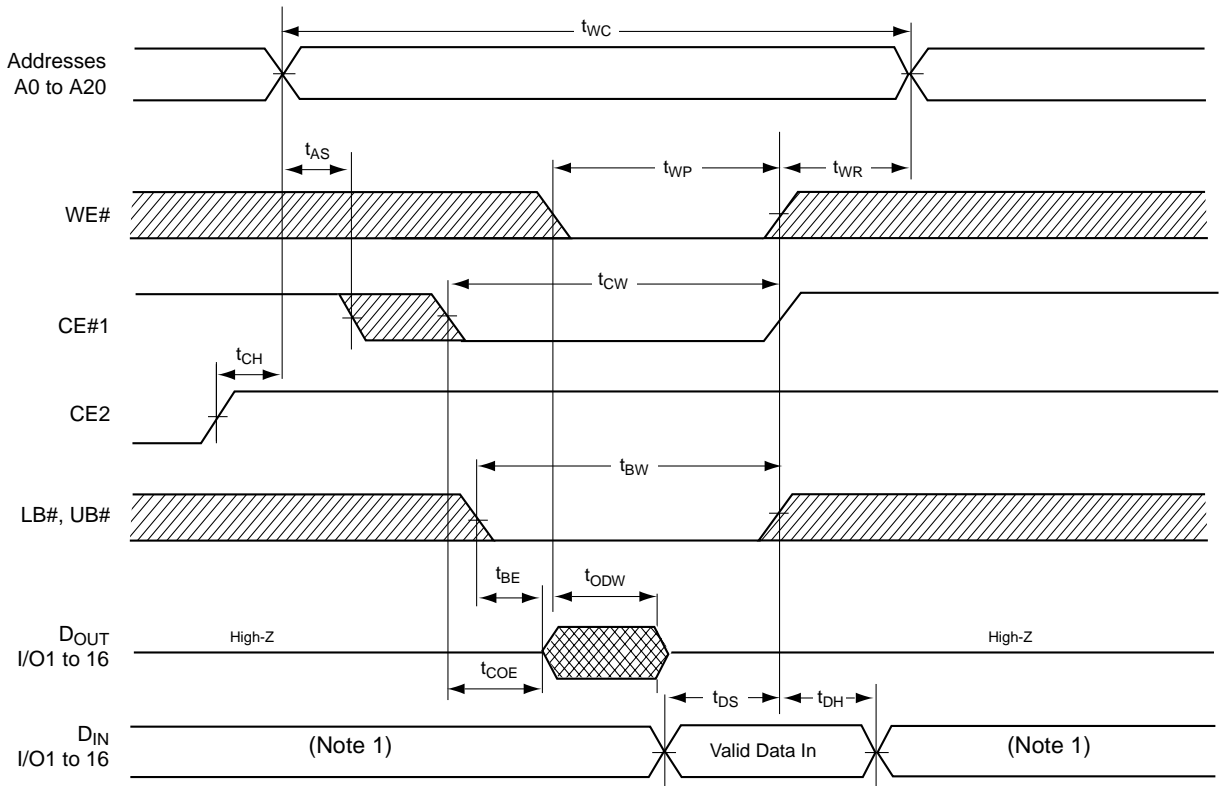 tWC
Addresses
A0 to A20
tAS
tWP
tWR
WE#
tCW
CE#1
tCH
CE2
tBW
LB#, UB#
tBE
tODW
DOUT
I/O1 to 16
High-Z
High-Z
tCOE
tDS
tDH
DIN
I/O1 to 16
(Note 1)
Valid Data In
(Note 1)